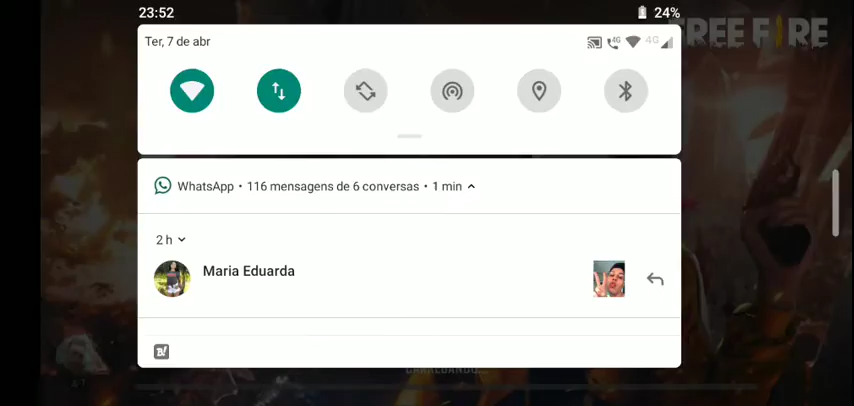 23:52
24%
FREE FIRE
Ter, 7 de abr
4G
4G
WhatsApp • 116 mensagens de 6 conversas • 1 min
2 h
Maria Eduarda
B!
CARREGANDO...